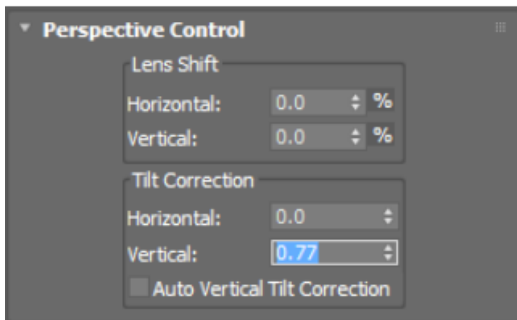 Perspective Control
Lens Shift
Horizontal: 0.0 %
Vertical: 0.0 %
Tilt Correction
Horizontal: 0.0
Vertical: 0.77
Auto Vertical Tilt Correction